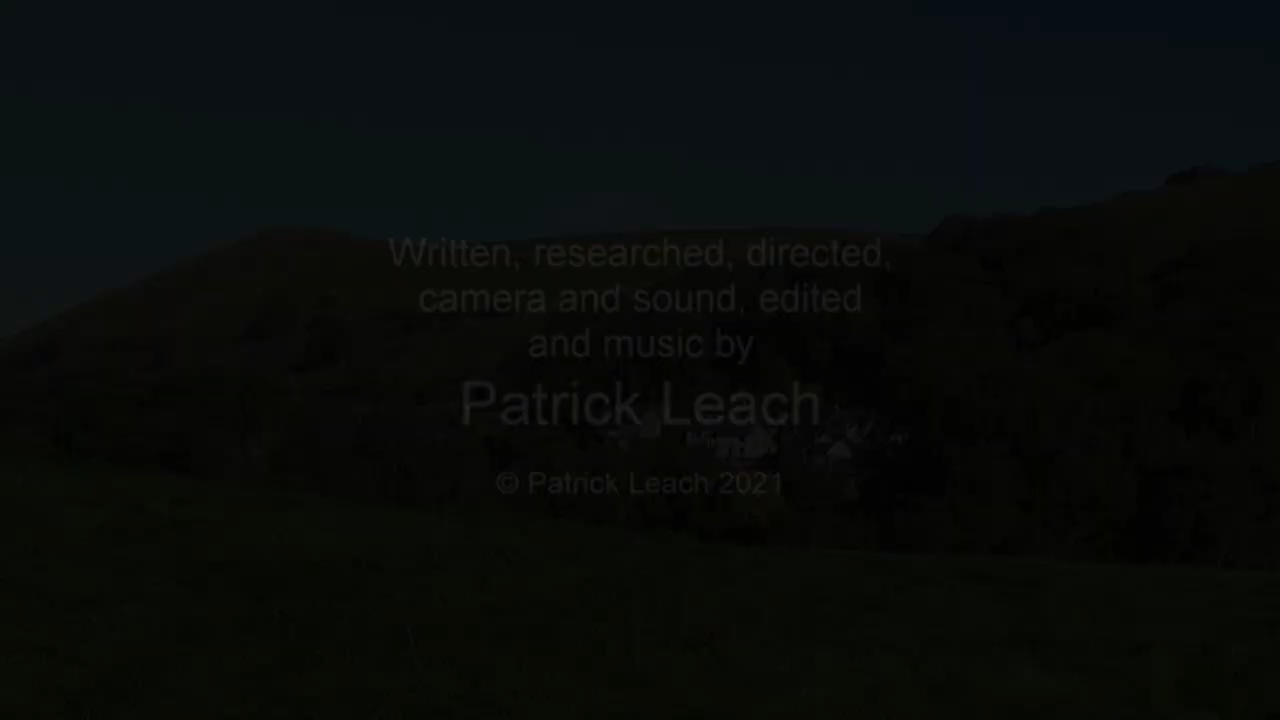 Written, researched, directed,
camera and sound, edited
and music by
Patrick Leach
© Patrick Leach 2021